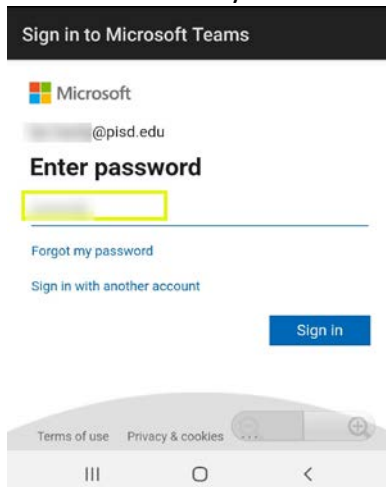 Sign in to Microsoft Teams
Microsoft
@pisd.edu
Enter password
Forgot my password
Sign in with another account
Sign in
Terms of use Privacy & cookies ...